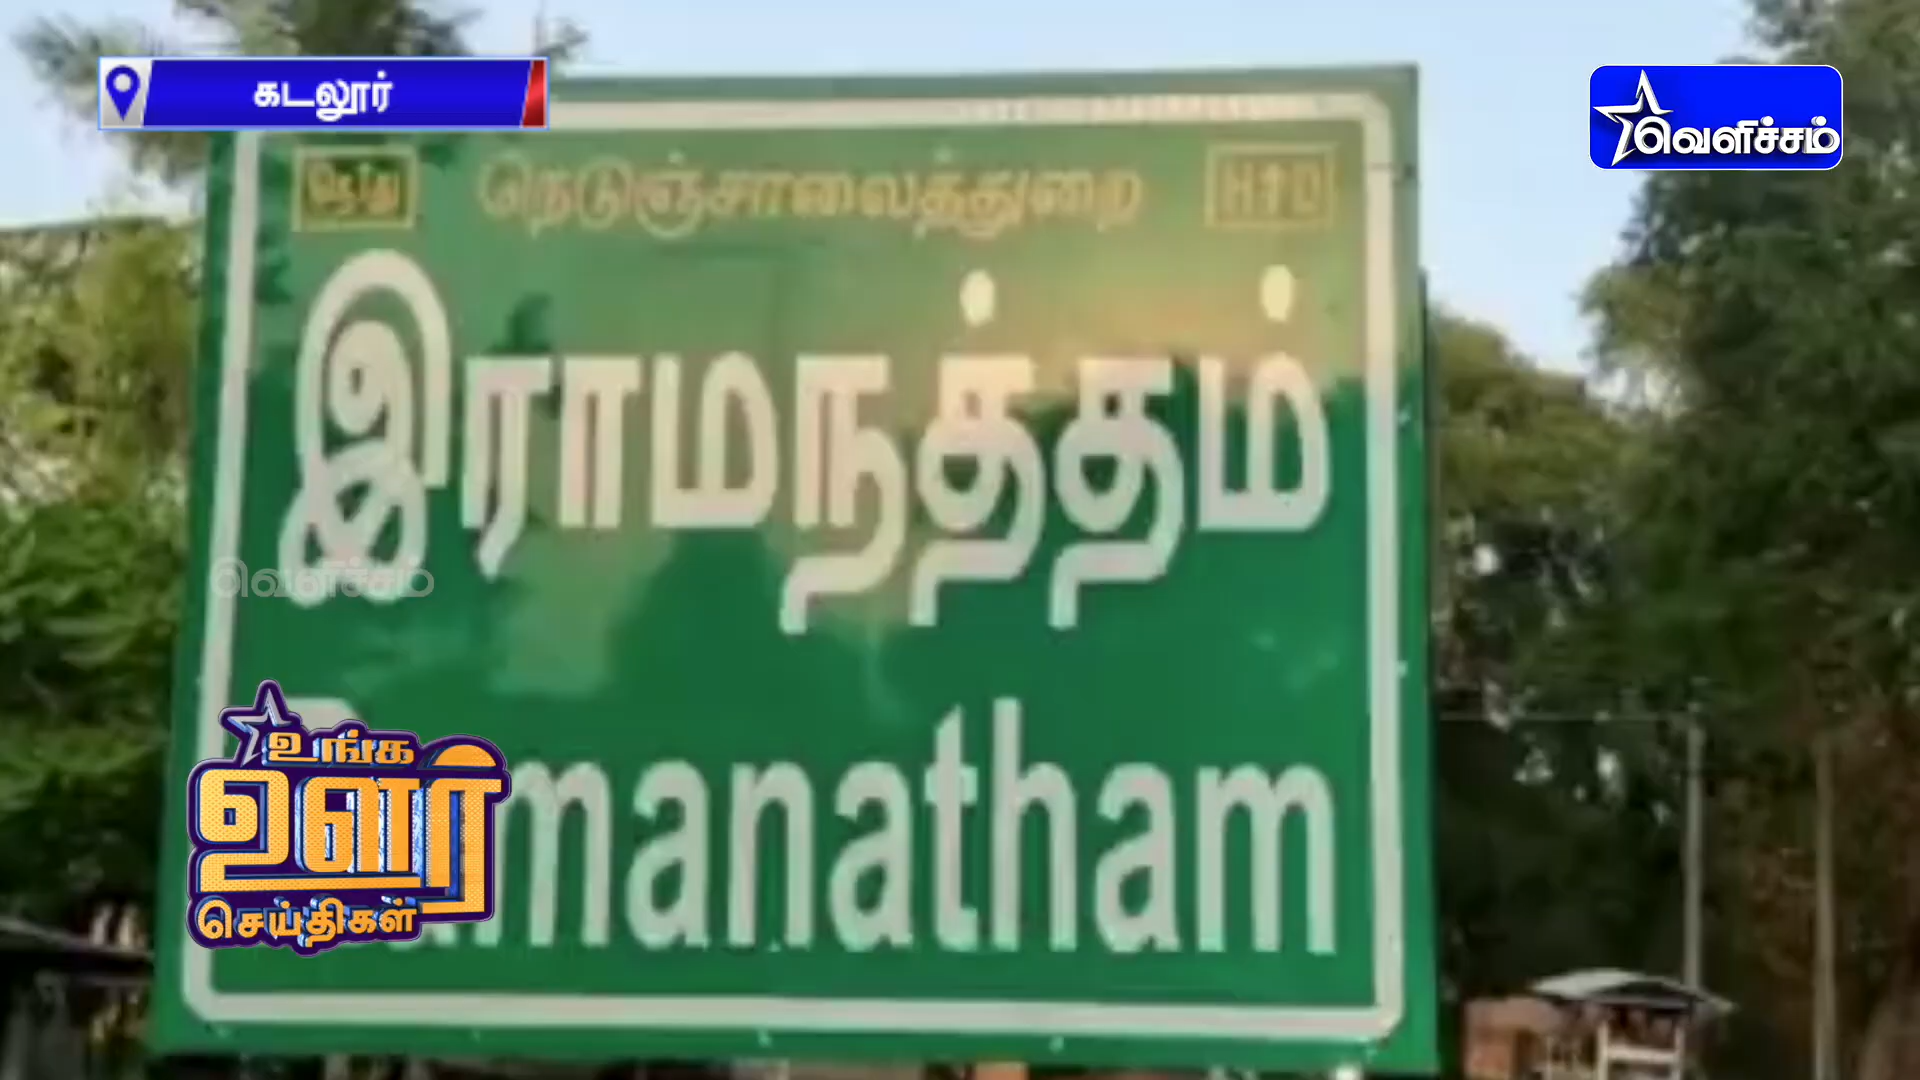 கடலூர்
வெளிச்சம்
நெ.து நெடுஞ்சாலைத்துறை
இராமநத்தம்
வெளிச்சம்
manatham
உங்க
ஊர்
செய்திகள்